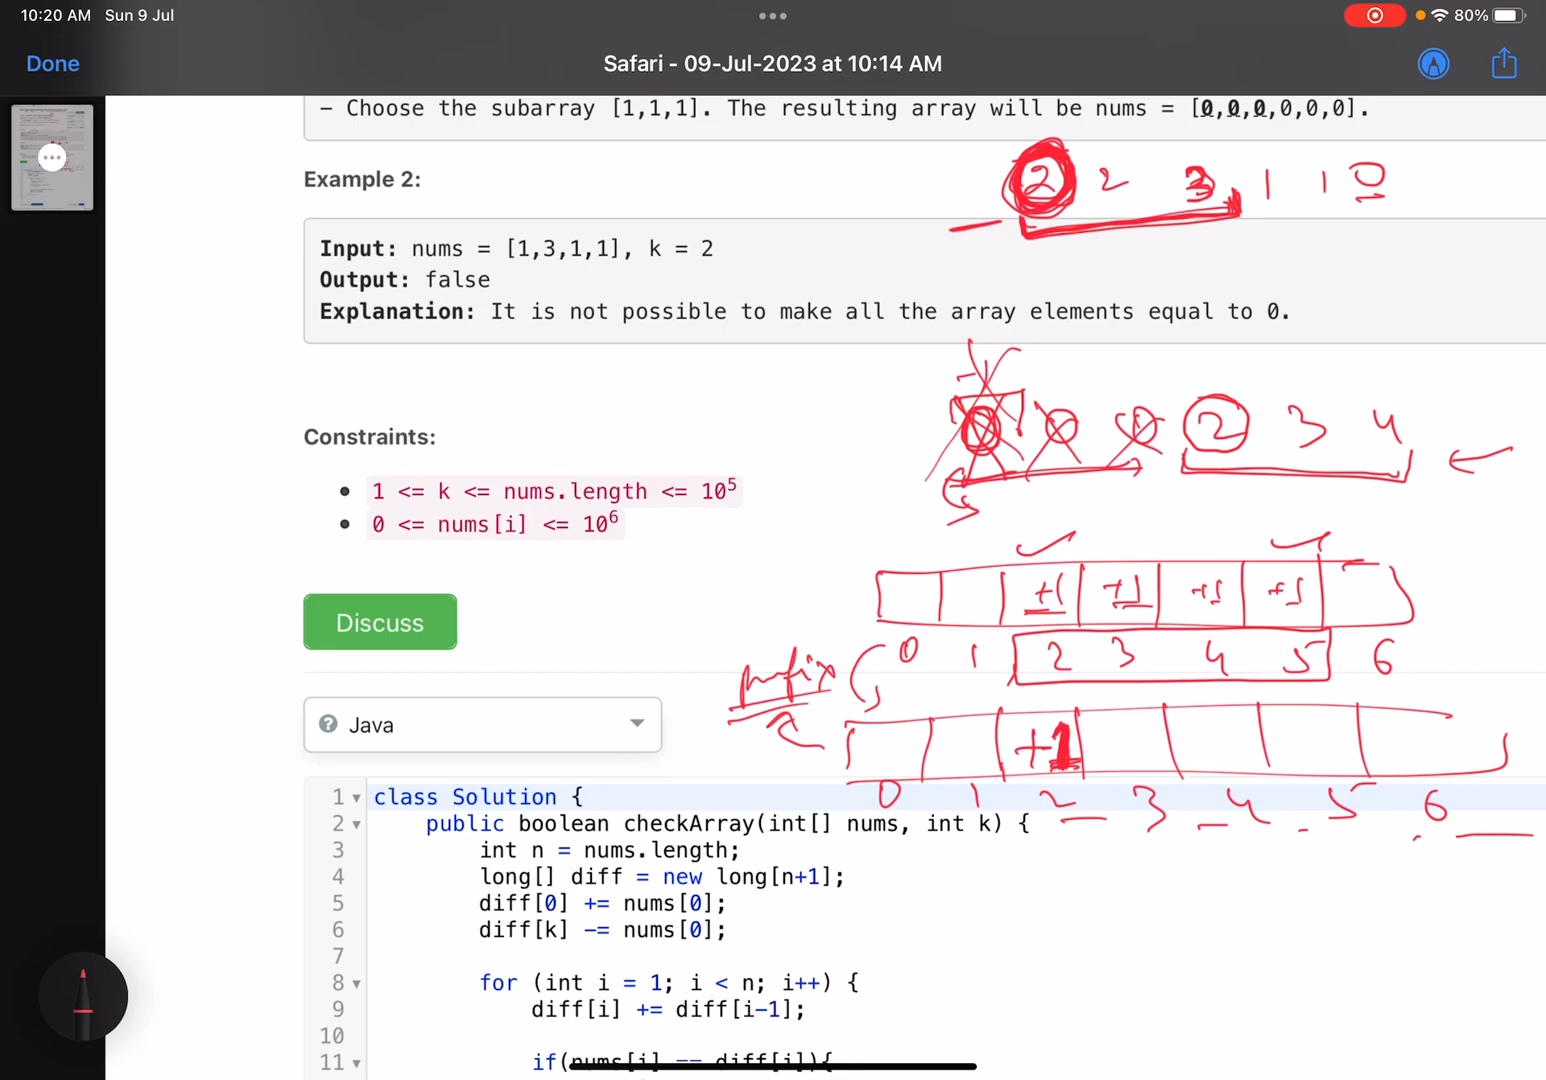 10:20 AM Sun 9 Jul
80%
Done
Safari - 09-Jul-2023 at 10:14 AM
- Choose the subarray [1,1,1]. The resulting array will be nums = [0,0,0,0,0,0].
2 2 3 1 1 0
Example 2:
Input: nums = [1,3,1,1], k = 2
Output: false
Explanation: It is not possible to make all the array elements equal to 0.
2 3 4
Constraints:
1 <= k <= nums.length <= 10⁵
0 <= nums[i] <= 10⁶
+1 +1 +1 +1
0 1 2 3 4 5 6
prefix
+1
0 1 2 3 4 5 6
Discuss
? Java
1 class Solution {
2 public boolean checkArray(int[] nums, int k) {
3 int n = nums.length;
4 long[] diff = new long[n+1];
5 diff[0] += nums[0];
6 diff[k] -= nums[0];
7
8 for (int i = 1; i < n; i++) {
9 diff[i] += diff[i-1];
10
11 if(nums[i] == diff[i]){